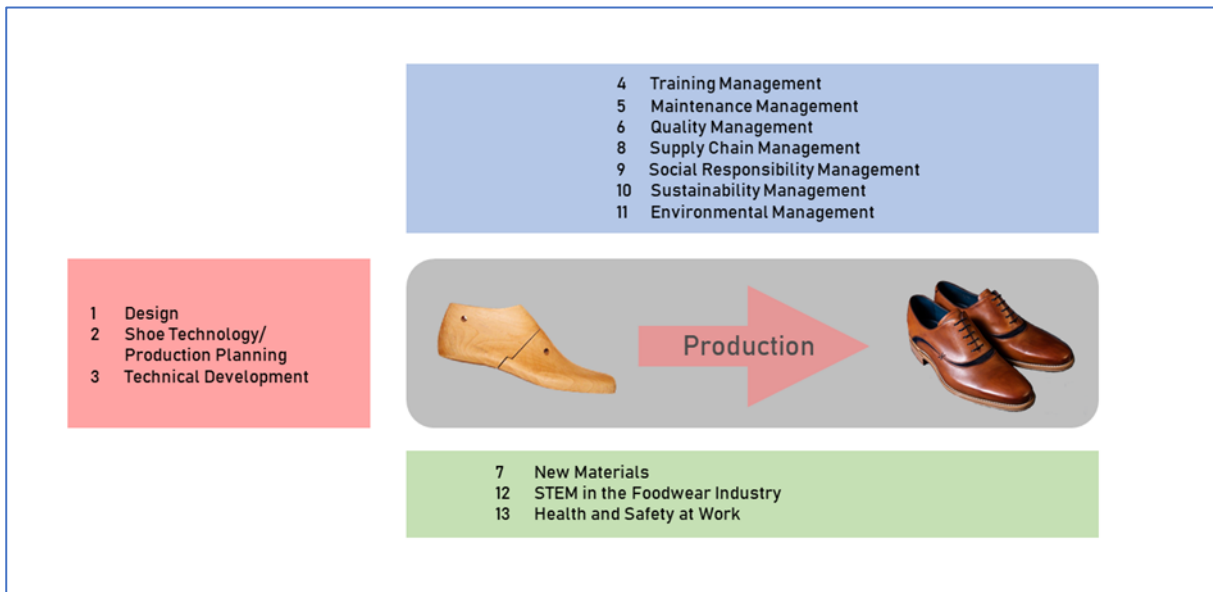 4 Training Management
5 Maintenance Management
6 Quality Management
8 Supply Chain Management
9 Social Responsibility Management
10 Sustainability Management
11 Environmental Management
1 Design
2 Shoe Technology/
Production Planning
3 Technical Development
Production
7 New Materials
12 STEM in the Foodwear Industry
13 Health and Safety at Work